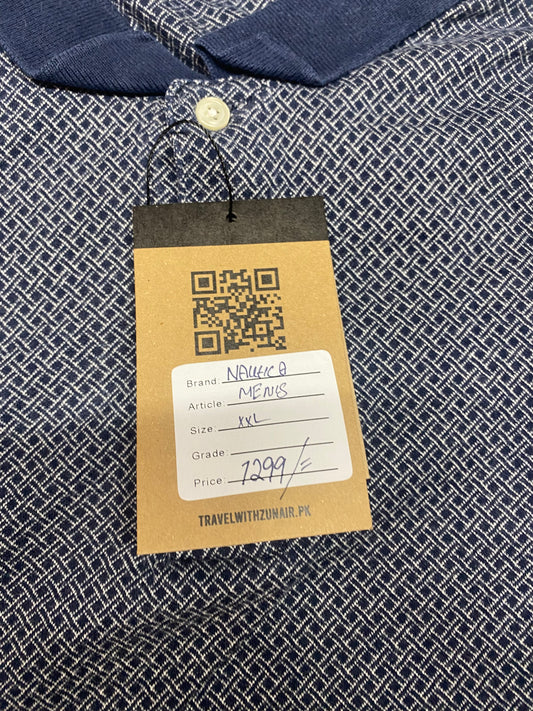 Brand: NAUTICA
Article: MENS
Size: XXL
Grade:
Price: 1299/=
TRAVELWITHZUNAIR.PK